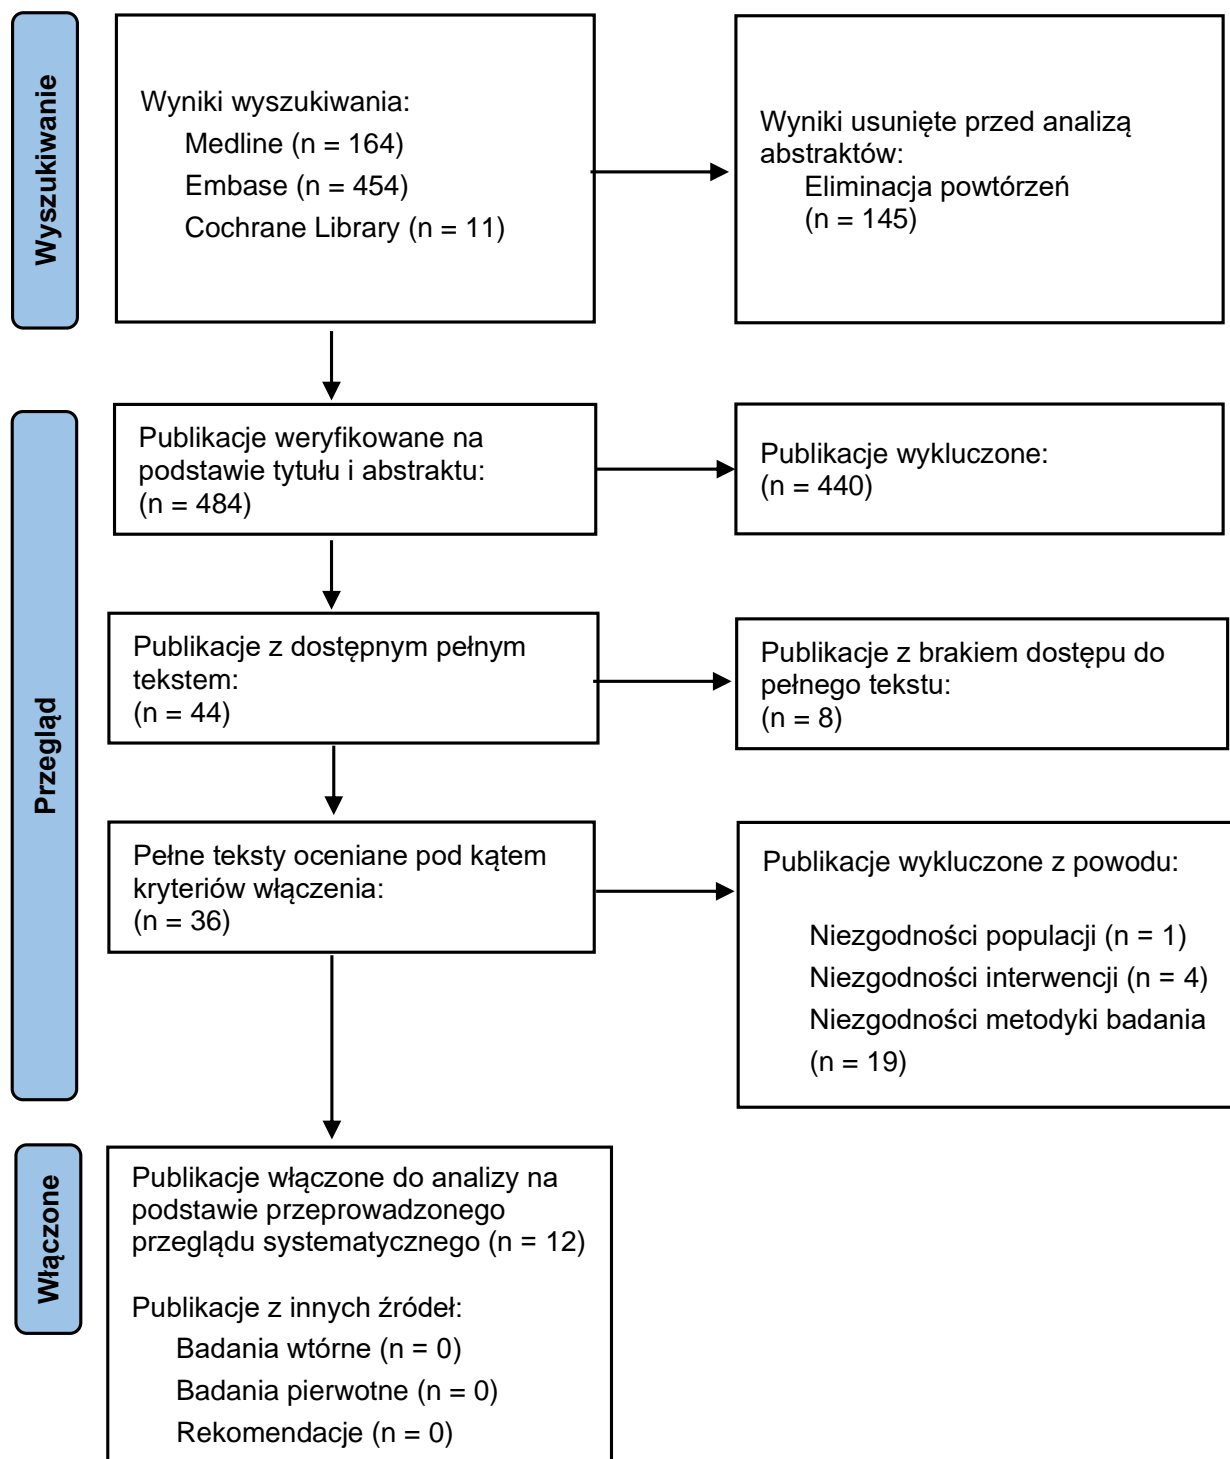 Wyszukiwanie
Wyniki wyszukiwania:
Medline (n = 164)
Embase (n = 454)
Cochrane Library (n = 11)
Wyniki usunięte przed analizą
abstraktów:
Eliminacja powtórzeń
(n = 145)
Przegląd
Publikacje weryfikowane na
podstawie tytułu i abstraktu:
(n = 484)
Publikacje wykluczone:
(n = 440)
Publikacje z dostępnym pełnym
tekstem:
(n = 44)
Publikacje z brakiem dostępu do
pełnego tekstu:
(n = 8)
Pełne teksty oceniane pod kątem
kryteriów włączenia:
(n = 36)
Publikacje wykluczone z powodu:
Niezgodności populacji (n = 1)
Niezgodności interwencji (n = 4)
Niezgodności metodyki badania
(n = 19)
Włączone
Publikacje włączone do analizy na
podstawie przeprowadzonego
przeglądu systematycznego (n = 12)
Publikacje z innych źródeł:
Badania wtórne (n = 0)
Badania pierwotne (n = 0)
Rekomendacje (n = 0)